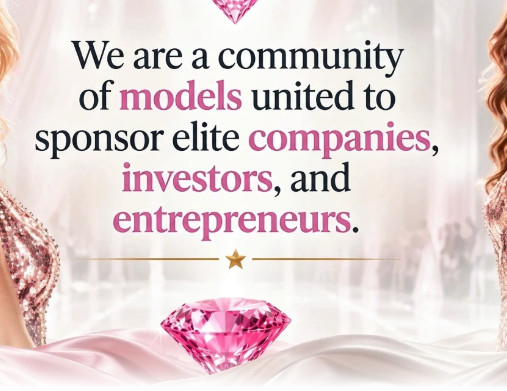 We are a community
of models united to
sponsor elite companies,
investors, and
entrepreneurs.